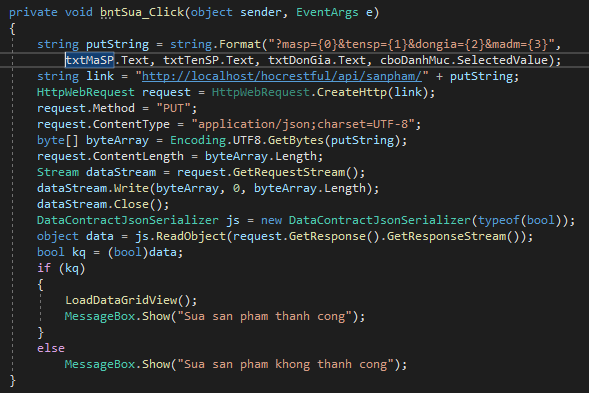 private void bntSua_Click(object sender, EventArgs e)
{
string putString = string.Format("?masp={0}&tensp={1}&dongia={2}&madm={3}",
txtMaSP.Text, txtTenSP.Text, txtDonGia.Text, cboDanhMuc.SelectedValue);
string link = "http://localhost/hocrestful/api/sanpham/" + putString;
HttpWebRequest request = HttpWebRequest.CreateHttp(link);
request.Method = "PUT";
request.ContentType = "application/json;charset=UTF-8";
byte[] byteArray = Encoding.UTF8.GetBytes(putString);
request.ContentLength = byteArray.Length;
Stream dataStream = request.GetRequestStream();
dataStream.Write(byteArray, 0, byteArray.Length);
dataStream.Close();
DataContractJsonSerializer js = new DataContractJsonSerializer(typeof(bool));
object data = js.ReadObject(request.GetResponse().GetResponseStream());
bool kq = (bool)data;
if (kq)
{
LoadDataGridView();
MessageBox.Show("Sua san pham thanh cong");
}
else
MessageBox.Show("Sua san pham khong thanh cong");
}